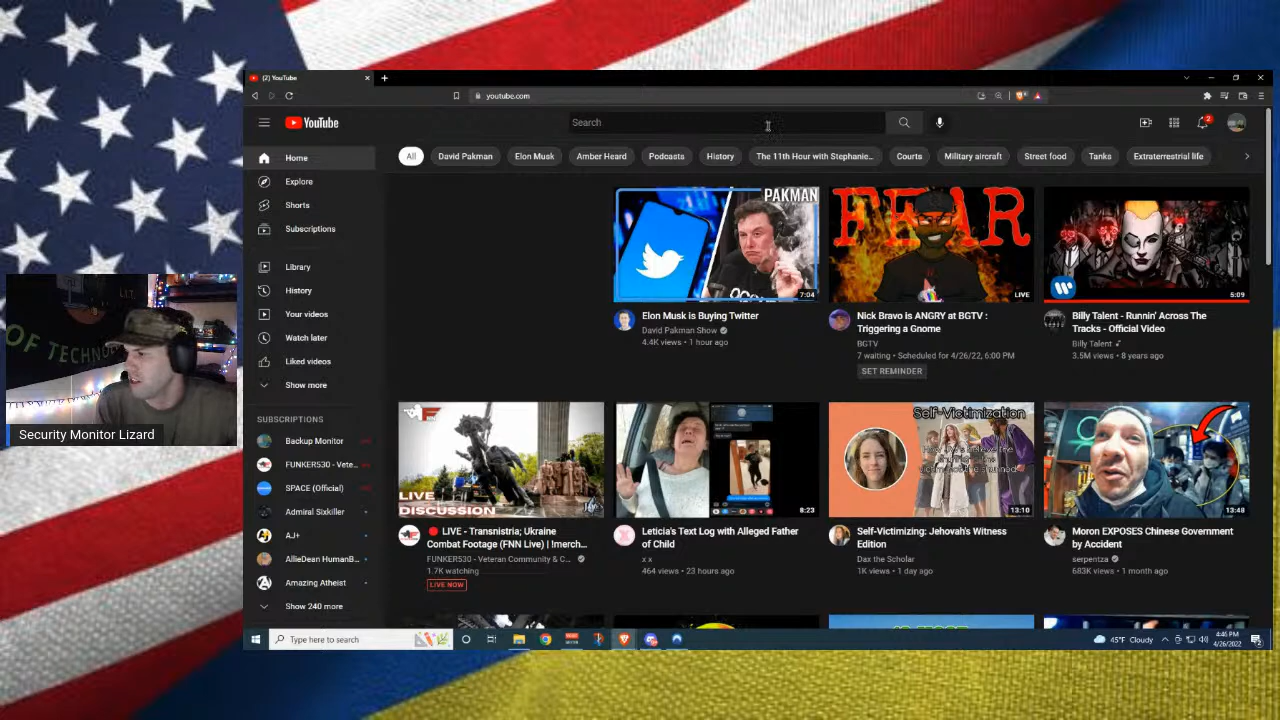 (2) YouTube
youtube.com
YouTube
Search
2
All
David Pakman
Elon Musk
Amber Heard
Podcasts
History
The 11th Hour with Stephanie...
Courts
Military aircraft
Street food
Tanks
Extraterrestrial life
Home
Explore
Shorts
Subscriptions
Library
History
Your videos
Watch later
Liked videos
Show more
SUBSCRIPTIONS
Backup Monitor
FUNKER530 - Vete...
SPACE (Official)
Admiral Sixkiller
AJ+
AllieDean HumanB...
Amazing Atheist
Show 240 more
PAKMAN
7:04
Elon Musk is Buying Twitter
David Pakman Show
4.4K views • 1 hour ago
FEAR
LIVE
Nick Bravo is ANGRY at BGTV :
Triggering a Gnome
BGTV
7 waiting • Scheduled for 4/26/22, 6:00 PM
SET REMINDER
5:09
Billy Talent - Runnin' Across The
Tracks - Official Video
Billy Talent
3.5M views • 8 years ago
LIVE
DISCUSSION
LIVE - Transnistria; Ukraine
Combat Footage (FNN Live) | !merch...
FUNKER530 - Veteran Community & C...
1.7K watching
LIVE NOW
8:23
Leticia's Text Log with Alleged Father
of Child
x x
464 views • 23 hours ago
Self-Victimization
13:10
Self-Victimizing: Jehovah's Witness
Edition
Dax the Scholar
1K views • 1 day ago
13:48
Moron EXPOSES Chinese Government
by Accident
serpentza
683K views • 1 month ago
OF TECHNO
Security Monitor Lizard
Type here to search
45°F Cloudy
4:46 PM
4/26/2022